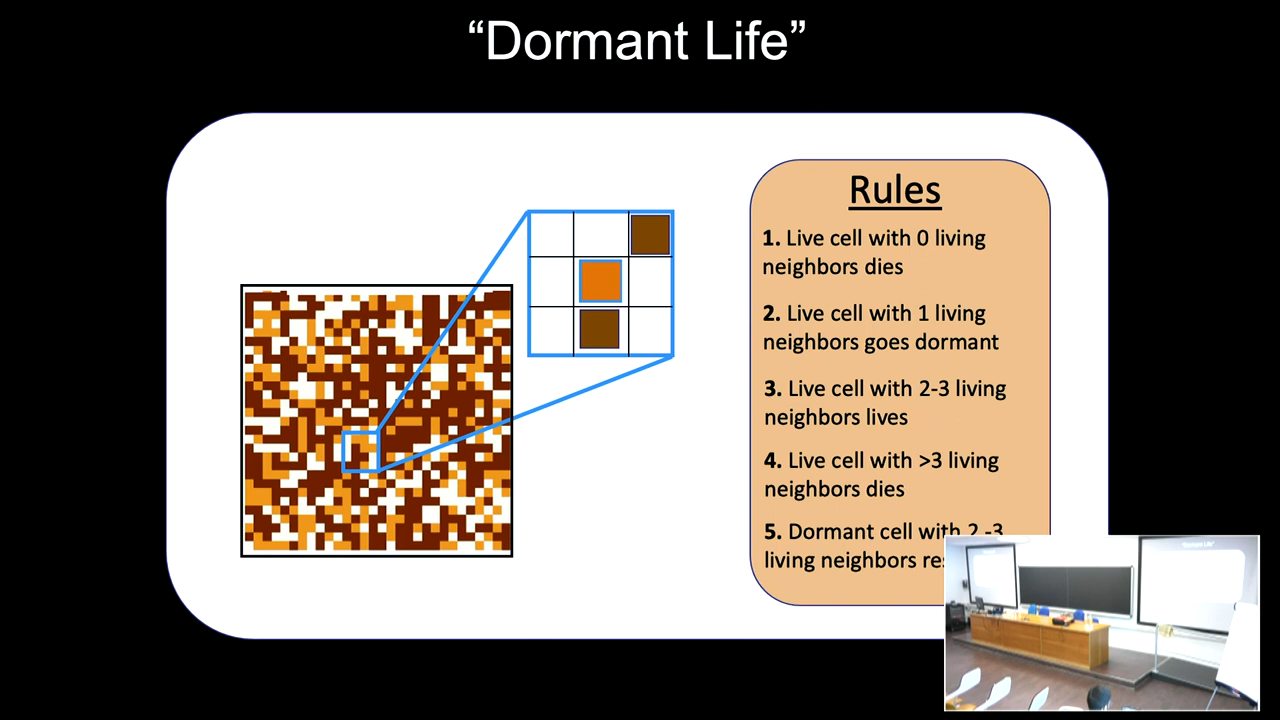 “Dormant Life”
Rules
1. Live cell with 0 living
neighbors dies
2. Live cell with 1 living
neighbors goes dormant
3. Live cell with 2-3 living
neighbors lives
4. Live cell with >3 living
neighbors dies
5. Dormant cell with 2 -3
living neighbors
"Dormant Life"